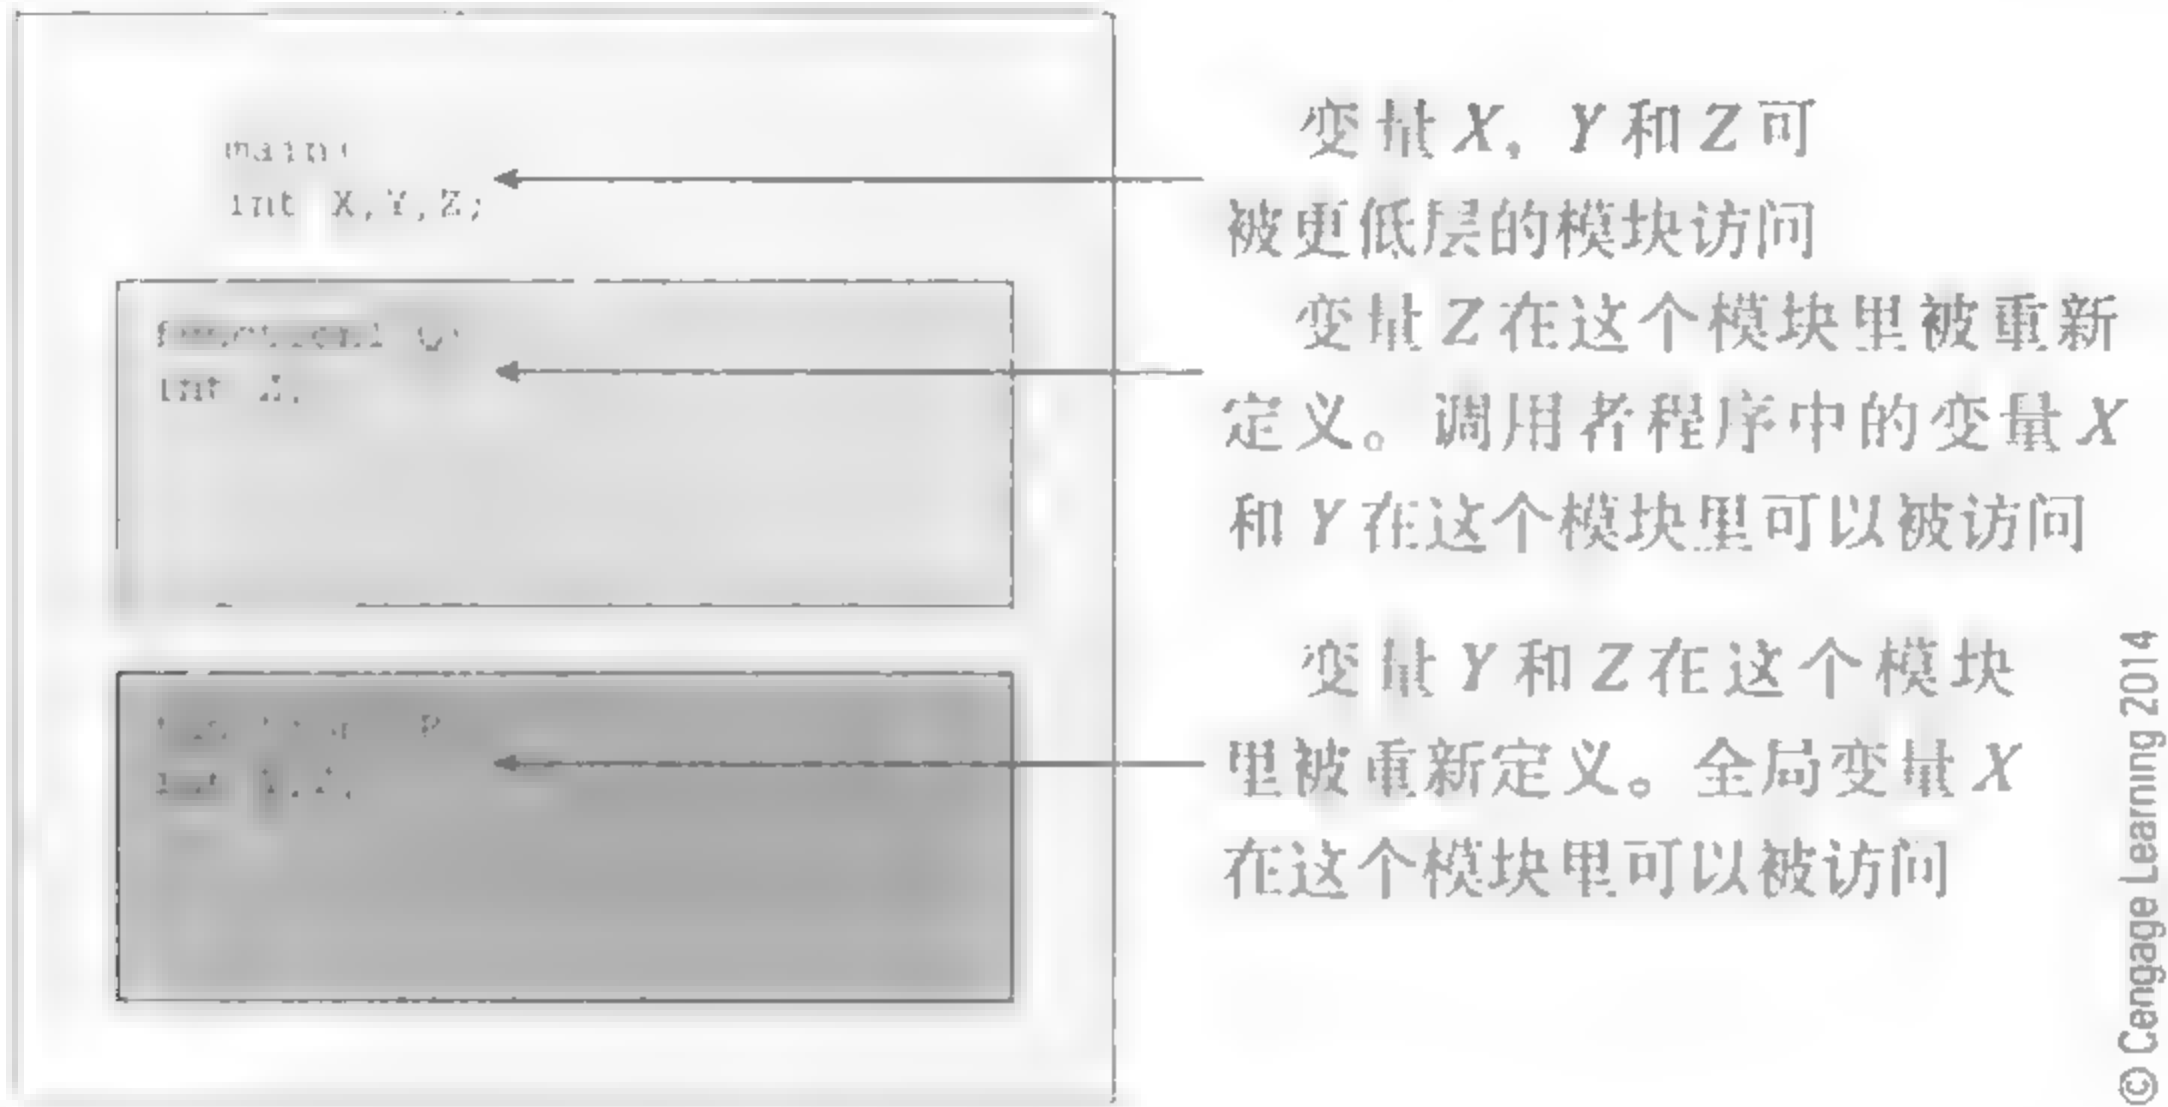 main(
int X,Y,Z;
变量X，Y和Z可
被更低层的模块访问
int Z;
变量Z在这个模块里被重新
定义。调用者程序中的变量X
和Y在这个模块里可以被访问
变量Y和Z在这个模块
里被重新定义。全局变量X
在这个模块里可以被访问
© Cengage Learning 2014